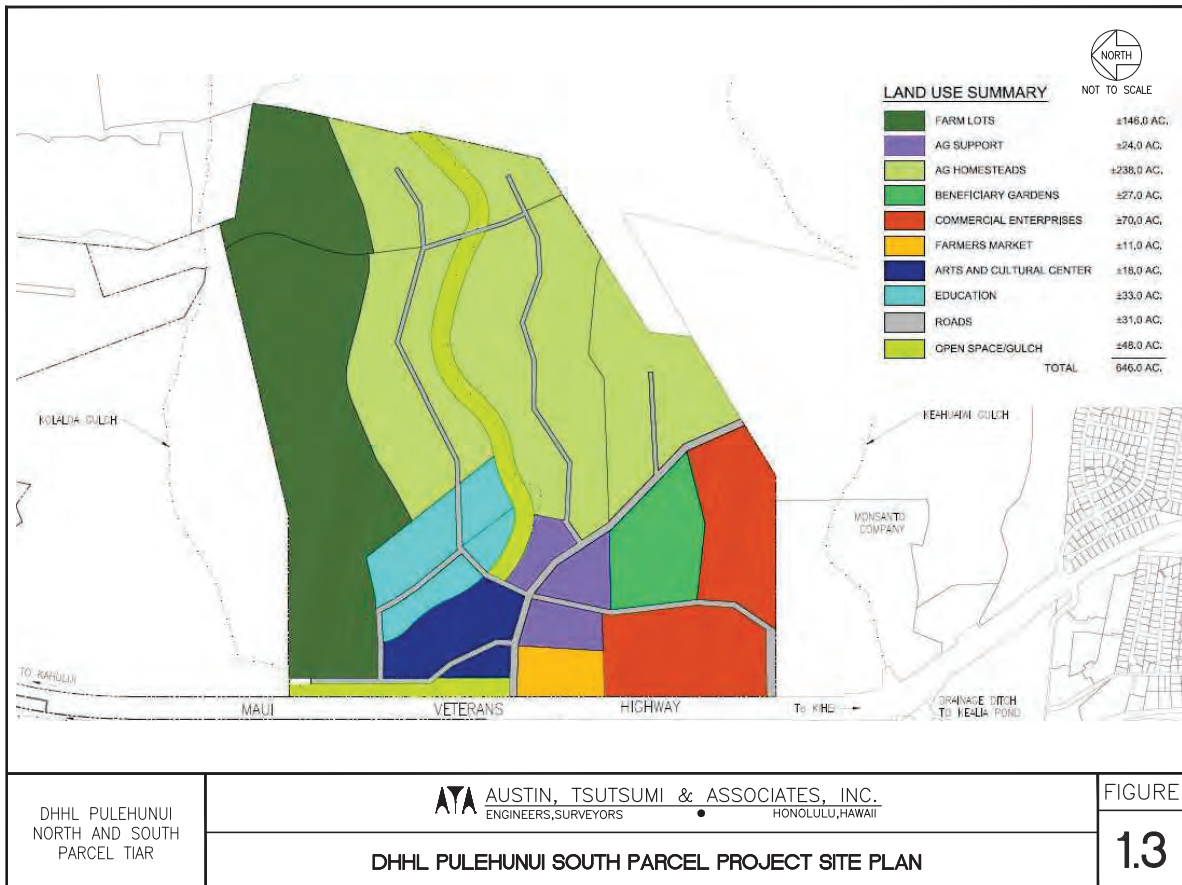 NORTH
NOT TO SCALE
LAND USE SUMMARY
FARM LOTS ±146.0 AC.
AG SUPPORT ±24.0 AC.
AG HOMESTEADS ±238.0 AC.
BENEFICIARY GARDENS ±27.0 AC.
COMMERCIAL ENTERPRISES ±70.0 AC.
FARMERS MARKET ±11.0 AC.
ARTS AND CULTURAL CENTER ±18.0 AC.
EDUCATION ±33.0 AC.
ROADS ±31.0 AC.
OPEN SPACE/GULCH ±48.0 AC.
TOTAL 646.0 AC.
KOLALOA GULCH
KEAHUAIWI GULCH
MONSANTO
COMPANY
TO KAHULUI
MAUI VETERANS HIGHWAY
To KIHEI
DRAINAGE DITCH
TO KEALIA POND
DHHL PULEHUNUI
NORTH AND SOUTH
PARCEL TIAR
ATA AUSTIN, TSUTSUMI & ASSOCIATES, INC.
ENGINEERS,SURVEYORS • HONOLULU,HAWAII
DHHL PULEHUNUI SOUTH PARCEL PROJECT SITE PLAN
FIGURE
1.3